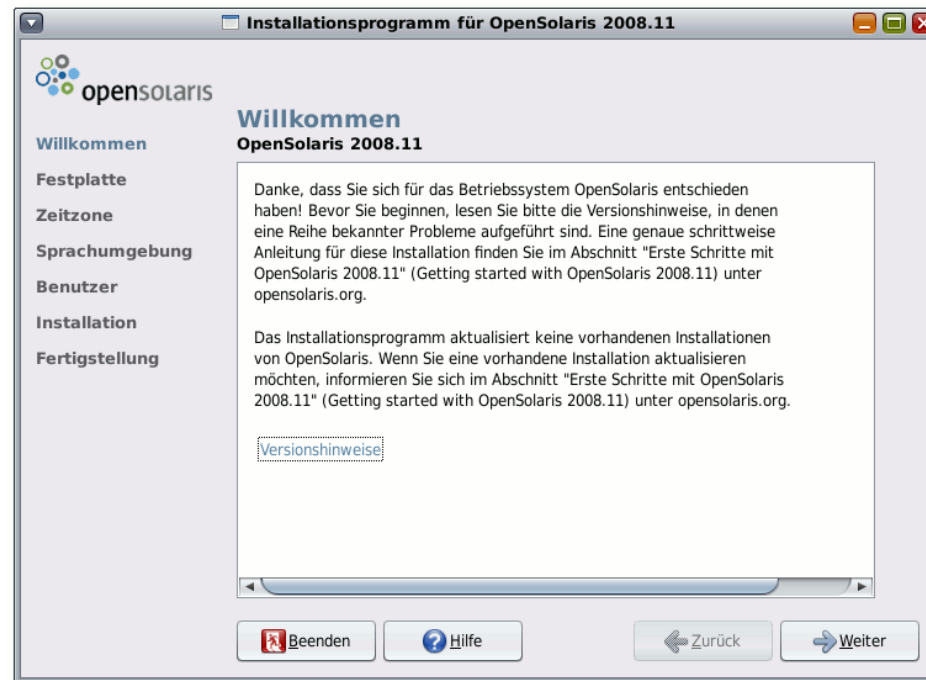 Installationsprogramm für OpenSolaris 2008.11
opensolaris
Willkommen
Festplatte
Zeitzone
Sprachumgebung
Benutzer
Installation
Fertigstellung
Willkommen
OpenSolaris 2008.11
Danke, dass Sie sich für das Betriebssystem OpenSolaris entschieden
haben! Bevor Sie beginnen, lesen Sie bitte die Versionshinweise, in denen
eine Reihe bekannter Probleme aufgeführt sind. Eine genaue schrittweise
Anleitung für diese Installation finden Sie im Abschnitt "Erste Schritte mit
OpenSolaris 2008.11" (Getting started with OpenSolaris 2008.11) unter
opensolaris.org.
Das Installationsprogramm aktualisiert keine vorhandenen Installationen
von OpenSolaris. Wenn Sie eine vorhandene Installation aktualisieren
möchten, informieren Sie sich im Abschnitt "Erste Schritte mit OpenSolaris
2008.11" (Getting started with OpenSolaris 2008.11) unter opensolaris.org.
Versionshinweise
Beenden
Hilfe
Zurück
Weiter